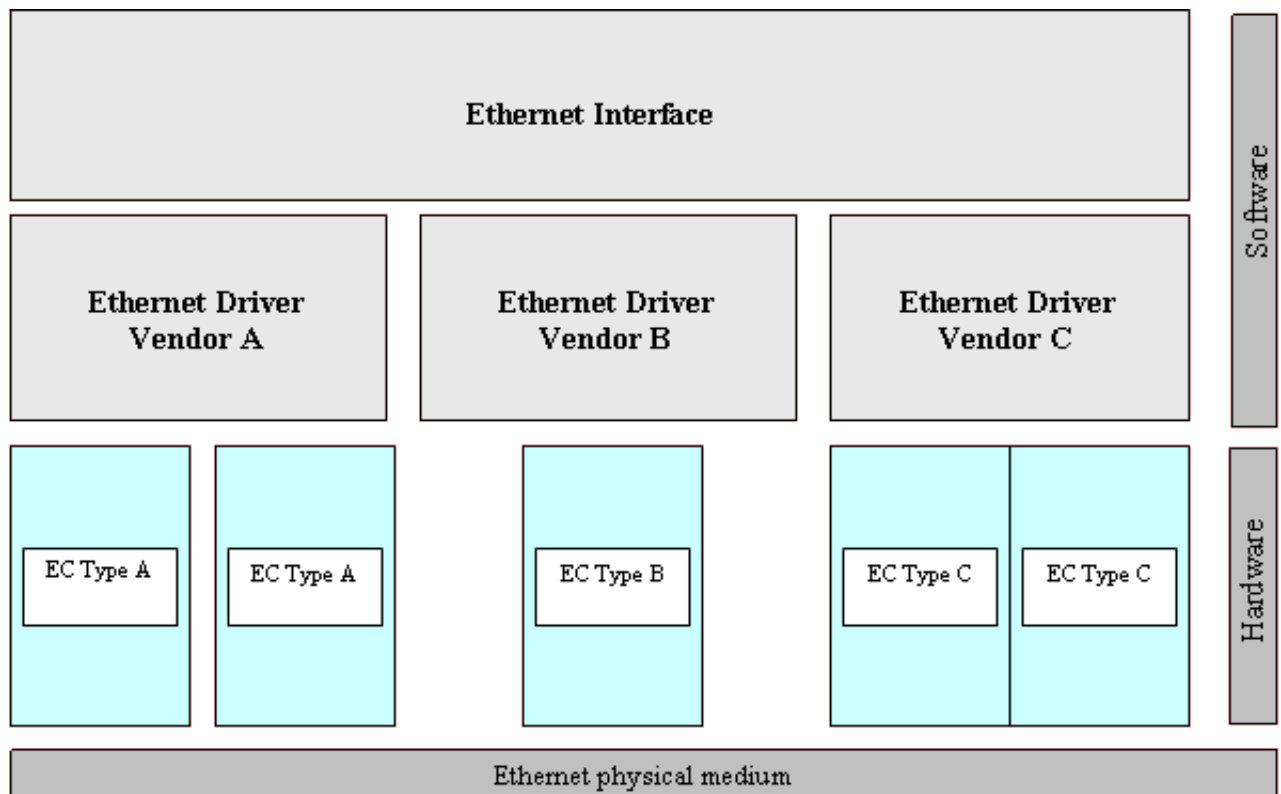 Ethernet Interface
Software
Ethernet Driver
Vendor A
Ethernet Driver
Vendor B
Ethernet Driver
Vendor C
EC Type A
EC Type A
EC Type B
EC Type C
EC Type C
Hardware
Ethernet physical medium